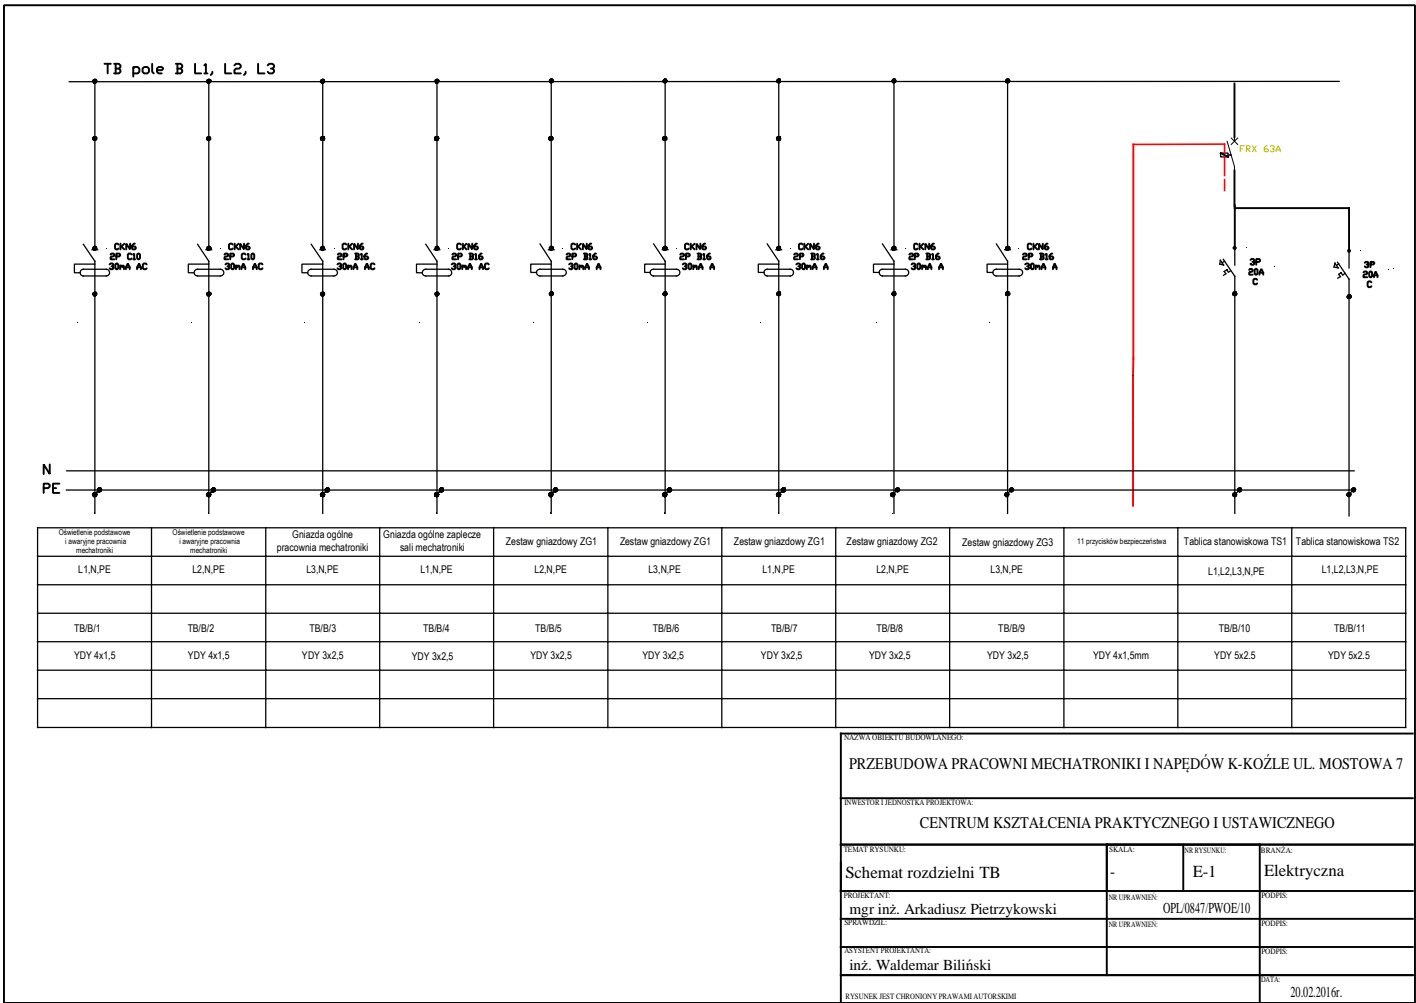 TB pole B L1, L2, L3
FRX 63A
CKN6
2P C10
30mA AC
CKN6
2P C10
30mA AC
CKN6
2P B16
30mA AC
CKN6
2P B16
30mA AC
CKN6
2P B16
30mA A
CKN6
2P B16
30mA A
CKN6
2P B16
30mA A
CKN6
2P B16
30mA A
CKN6
2P B16
30mA A
3P
20A
C
3P
20A
C
N
PE
Oświetlenie podstawowe
i awaryjne pracownia
mechatroniki
Oświetlenie podstawowe
i awaryjne pracownia
mechatroniki
Gniazda ogólne
pracownia mechatroniki
Gniazda ogólne zaplecze
sali mechatroniki
Zestaw gniazdowy ZG1
Zestaw gniazdowy ZG1
Zestaw gniazdowy ZG1
Zestaw gniazdowy ZG2
Zestaw gniazdowy ZG3
11 przycisków bezpieczeństwa
Tablica stanowiskowa TS1
Tablica stanowiskowa TS2
L1,N,PE
L2,N,PE
L3,N,PE
L1,N,PE
L2,N,PE
L3,N,PE
L1,N,PE
L2,N,PE
L3,N,PE
L1,L2,L3,N,PE
L1,L2,L3,N,PE
TB/B/1
TB/B/2
TB/B/3
TB/B/4
TB/B/5
TB/B/6
TB/B/7
TB/B/8
TB/B/9
TB/B/10
TB/B/11
YDY 4x1,5
YDY 4x1,5
YDY 3x2,5
YDY 3x2,5
YDY 3x2,5
YDY 3x2,5
YDY 3x2,5
YDY 3x2,5
YDY 3x2,5
YDY 4x1,5mm
YDY 5x2.5
YDY 5x2.5
NAZWA OBIEKTU BUDOWLANEGO:
PRZEBUDOWA PRACOWNI MECHATRONIKI I NAPĘDÓW K-KOŹLE UL. MOSTOWA 7
INWESTOR I JEDNOSTKA PROJEKTOWA:
CENTRUM KSZTAŁCENIA PRAKTYCZNEGO I USTAWICZNEGO
TEMAT RYSUNKU:
Schemat rozdzielni TB
SKALA:
-
NR RYSUNKU:
E-1
BRANŻA:
Elektryczna
PROJEKTANT:
mgr inż. Arkadiusz Pietrzykowski
NR UPRAWNIEŃ:
OPL/0847/PWOE/10
PODPIS:
SPRAWDZIŁ:
NR UPRAWNIEŃ:
PODPIS:
ASYSTENT PROJEKTANTA:
inż. Waldemar Biliński
PODPIS:
RYSUNEK JEST CHRONIONY PRAWAMI AUTORSKIMI
DATA:
20.02.2016r.